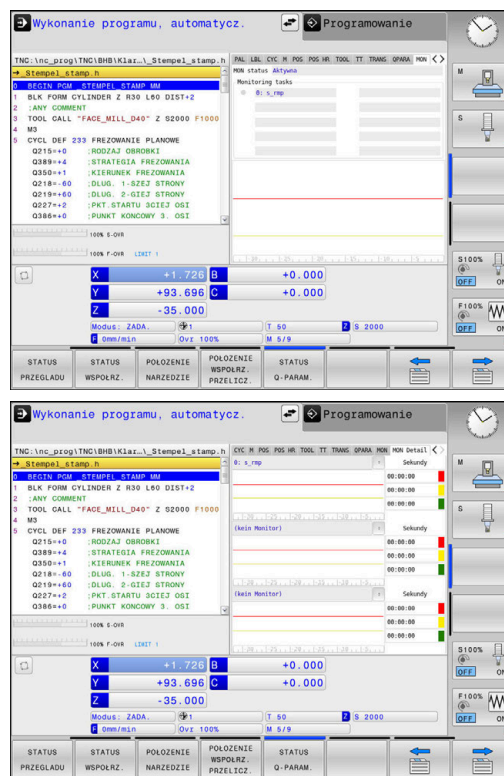 Wykonanie programu, automatycz.
Programowanie
TNC:\nc_prog\TNC\BHB\Klar…\_Stempel_stamp.h
→_Stempel_stamp.h
0 BEGIN PGM _STEMPEL_STAMP MM
1 BLK FORM CYLINDER Z R30 L60 DIST+2
2 ;ANY COMMENT
3 TOOL CALL "FACE_MILL_D40" Z S2000 F1000
4 M3
5 CYCL DEF 233 FREZOWANIE PLANOWE
Q215=+0 ;RODZAJ OBROBKI
Q389=+4 ;STRATEGIA FREZOWANIA
Q350=+1 ;KIERUNEK FREZOWANIA
Q218=-60 ;DLUG. 1-SZEJ STRONY
Q219=+60 ;DLUG. 2-GIEJ STRONY
Q227=+2 ;PKT.STARTU 3CIEJ OSI
Q386=+0 ;PUNKT KONCOWY 3. OSI
PAL LBL CYC M POS POS HR TOOL TT TRANS QPARA MON
MON status Aktywna
Monitoring tasks
0: s_rmp
100% S-OVR
100% F-OVR LIMIT 1
X +1.726 B +0.000
Y +93.696 C +0.000
Z -35.000
Modus: ZADA. 1 T 50 Z S 2000
F 0mm/min Ovr 100% M 5/9
M
S
S100%
OFF ON
F100%
OFF ON
STATUS PRZEGLADU
STATUS WSPOŁRZ.
POŁOZENIE NARZEDZIE
POŁOZENIE WSPOŁRZ. PRZELICZ.
STATUS Q-PARAM.
Wykonanie programu, automatycz.
Programowanie
TNC:\nc_prog\TNC\BHB\Klar…\_Stempel_stamp.h
→_Stempel_stamp.h
0 BEGIN PGM _STEMPEL_STAMP MM
1 BLK FORM CYLINDER Z R30 L60 DIST+2
2 ;ANY COMMENT
3 TOOL CALL "FACE_MILL_D40" Z S2000 F1000
4 M3
5 CYCL DEF 233 FREZOWANIE PLANOWE
Q215=+0 ;RODZAJ OBROBKI
Q389=+4 ;STRATEGIA FREZOWANIA
Q350=+1 ;KIERUNEK FREZOWANIA
Q218=-60 ;DLUG. 1-SZEJ STRONY
Q219=+60 ;DLUG. 2-GIEJ STRONY
Q227=+2 ;PKT.STARTU 3CIEJ OSI
Q386=+0 ;PUNKT KONCOWY 3. OSI
CYC M POS POS HR TOOL TT TRANS QPARA MON MON Detail
0: s_rmp Sekundy
00:00:00
00:00:00
00:00:00
(kein Monitor) Sekundy
00:00:00
00:00:00
00:00:00
(kein Monitor) Sekundy
00:00:00
00:00:00
00:00:00
100% S-OVR
100% F-OVR LIMIT 1
X +1.726 B +0.000
Y +93.696 C +0.000
Z -35.000
Modus: ZADA. 1 T 50 Z S 2000
F 0mm/min Ovr 100% M 5/9
M
S
S100%
OFF ON
F100%
OFF ON
STATUS PRZEGLADU
STATUS WSPOŁRZ.
POŁOZENIE NARZEDZIE
POŁOZENIE WSPOŁRZ. PRZELICZ.
STATUS Q-PARAM.